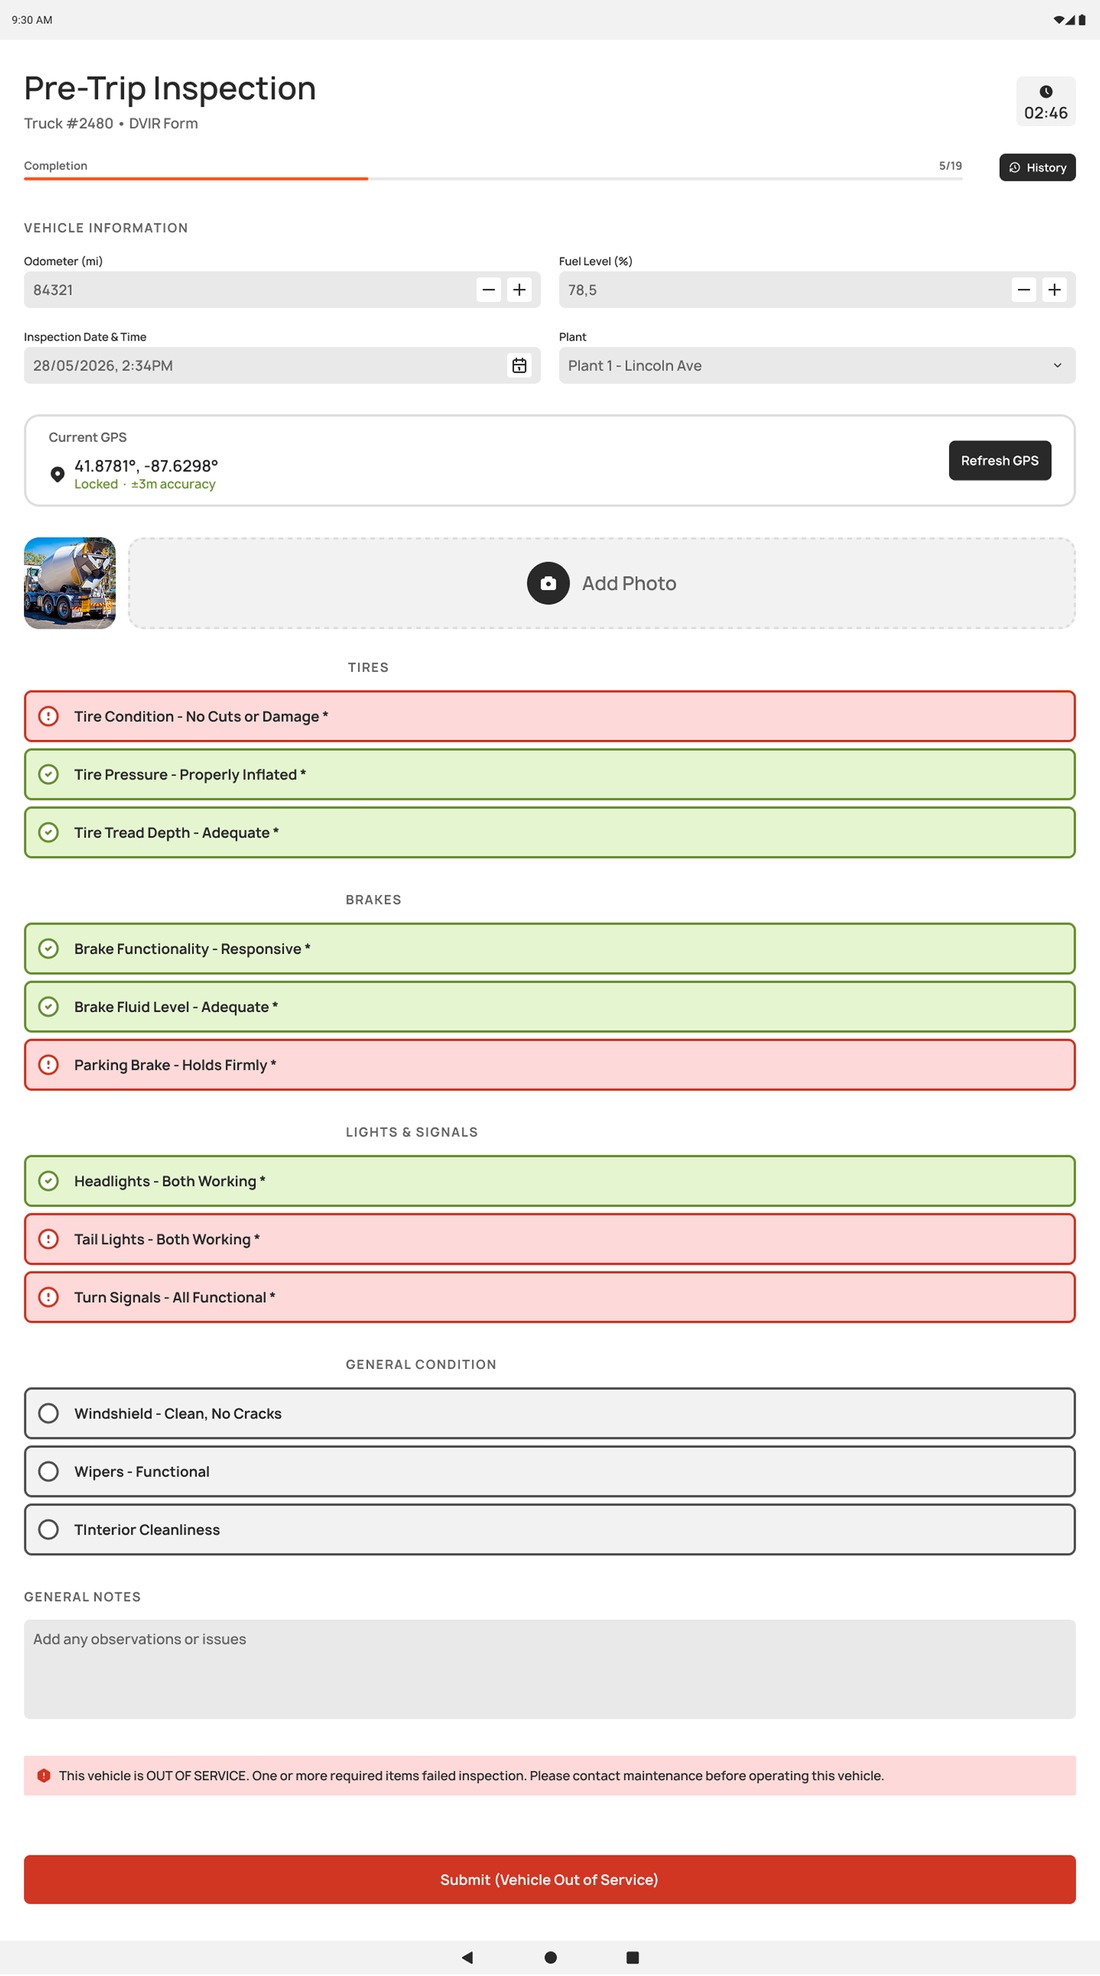 9:30 AM
Pre-Trip Inspection
Truck #2480 • DVIR Form
02:46
Completion
5/19
History
VEHICLE INFORMATION
Odometer (mi)
84321
Fuel Level (%)
78,5
Inspection Date & Time
28/05/2026, 2:34PM
Plant
Plant 1 - Lincoln Ave
Current GPS
41.8781°, -87.6298°
Locked · ±3m accuracy
Refresh GPS
Add Photo
TIRES
Tire Condition - No Cuts or Damage *
Tire Pressure - Properly Inflated *
Tire Tread Depth - Adequate *
BRAKES
Brake Functionality - Responsive *
Brake Fluid Level - Adequate *
Parking Brake - Holds Firmly *
LIGHTS & SIGNALS
Headlights - Both Working *
Tail Lights - Both Working *
Turn Signals - All Functional *
GENERAL CONDITION
Windshield - Clean, No Cracks
Wipers - Functional
TInterior Cleanliness
GENERAL NOTES
Add any observations or issues
This vehicle is OUT OF SERVICE. One or more required items failed inspection. Please contact maintenance before operating this vehicle.
Submit (Vehicle Out of Service)